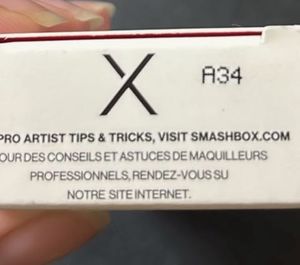 X A34
PRO ARTIST TIPS & TRICKS, VISIT SMASHBOX.COM
OUR DES CONSEILS ET ASTUCES DE MAQUILLEURS
PROFESSIONNELS, RENDEZ-VOUS SU
NOTRE SITE INTERNET.